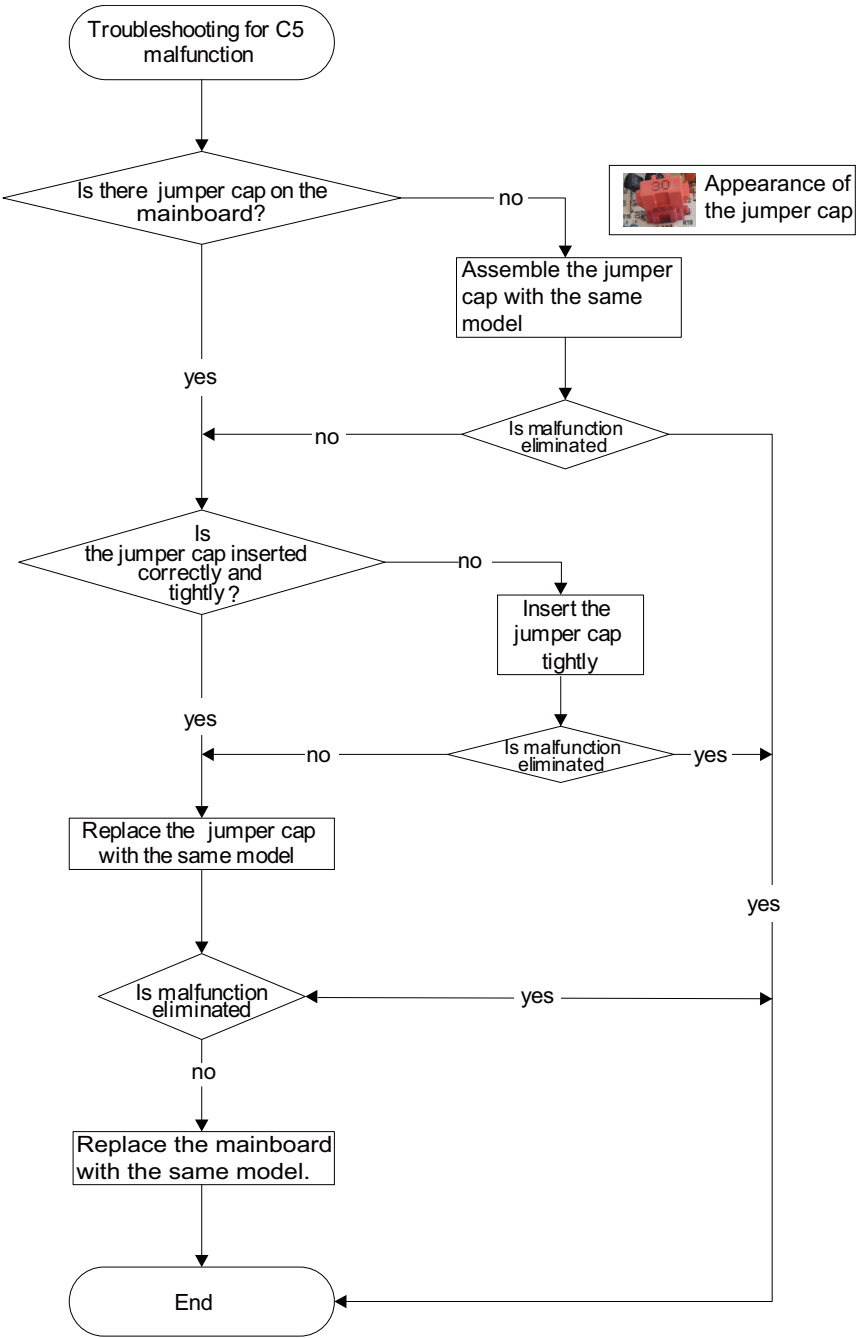 Troubleshooting for C5
malfunction
Is there jumper cap on the
mainboard?
no
30
Appearance of
the jumper cap
Assemble the jumper
cap with the same
model
yes
no
Is malfunction
eliminated
Is
the jumper cap inserted
correctly and
tightly?
no
Insert the
jumper cap
tightly
yes
no
Is malfunction
eliminated
yes
Replace the jumper cap
with the same model
yes
Is malfunction
eliminated
yes
no
Replace the mainboard
with the same model.
End